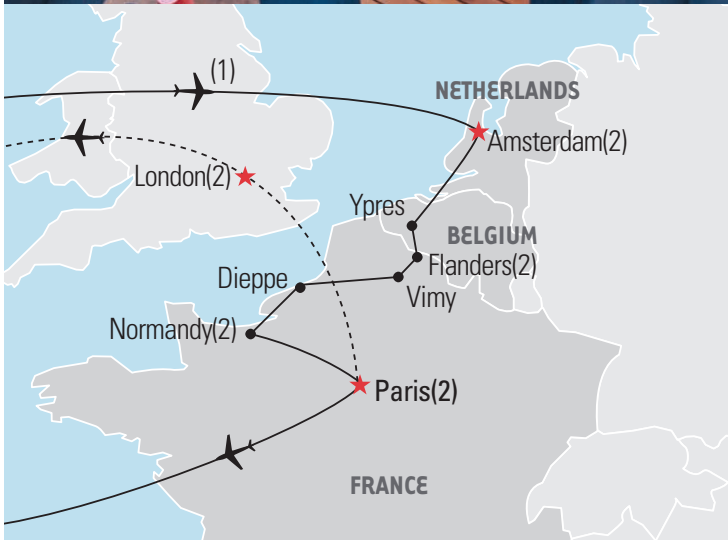 (1)
NETHERLANDS
Amsterdam(2)
London(2)
Ypres
BELGIUM
Flanders(2)
Dieppe
Vimy
Normandy(2)
Paris(2)
FRANCE